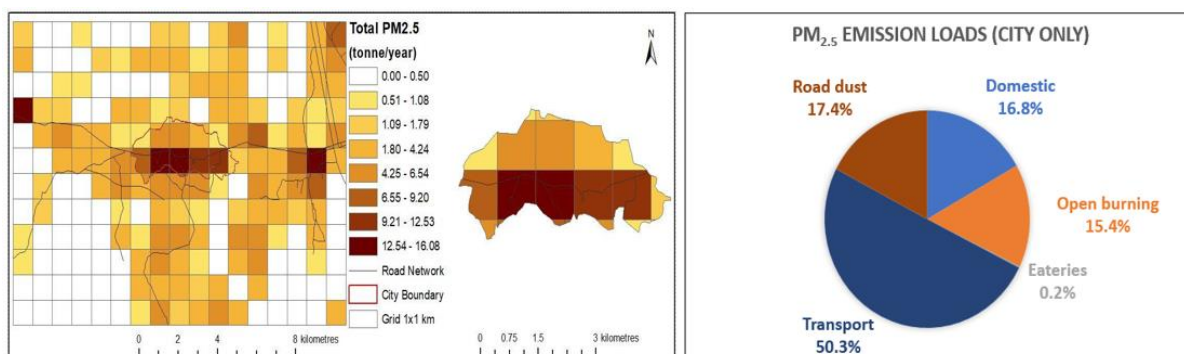 Total PM2.5
(tonne/year)
0.00 - 0.50
0.51 - 1.08
1.09 - 1.79
1.80 - 4.24
4.25 - 6.54
6.55 - 9.20
9.21 - 12.53
12.54 - 16.08
Road Network
City Boundary
Grid 1x1 km
0 2 4 8 kilometres
N
0 0.75 1.5 3 kilometres
PM2.5 EMISSION LOADS (CITY ONLY)
Road dust
17.4%
Domestic
16.8%
Open burning
15.4%
Eateries
0.2%
Transport
50.3%